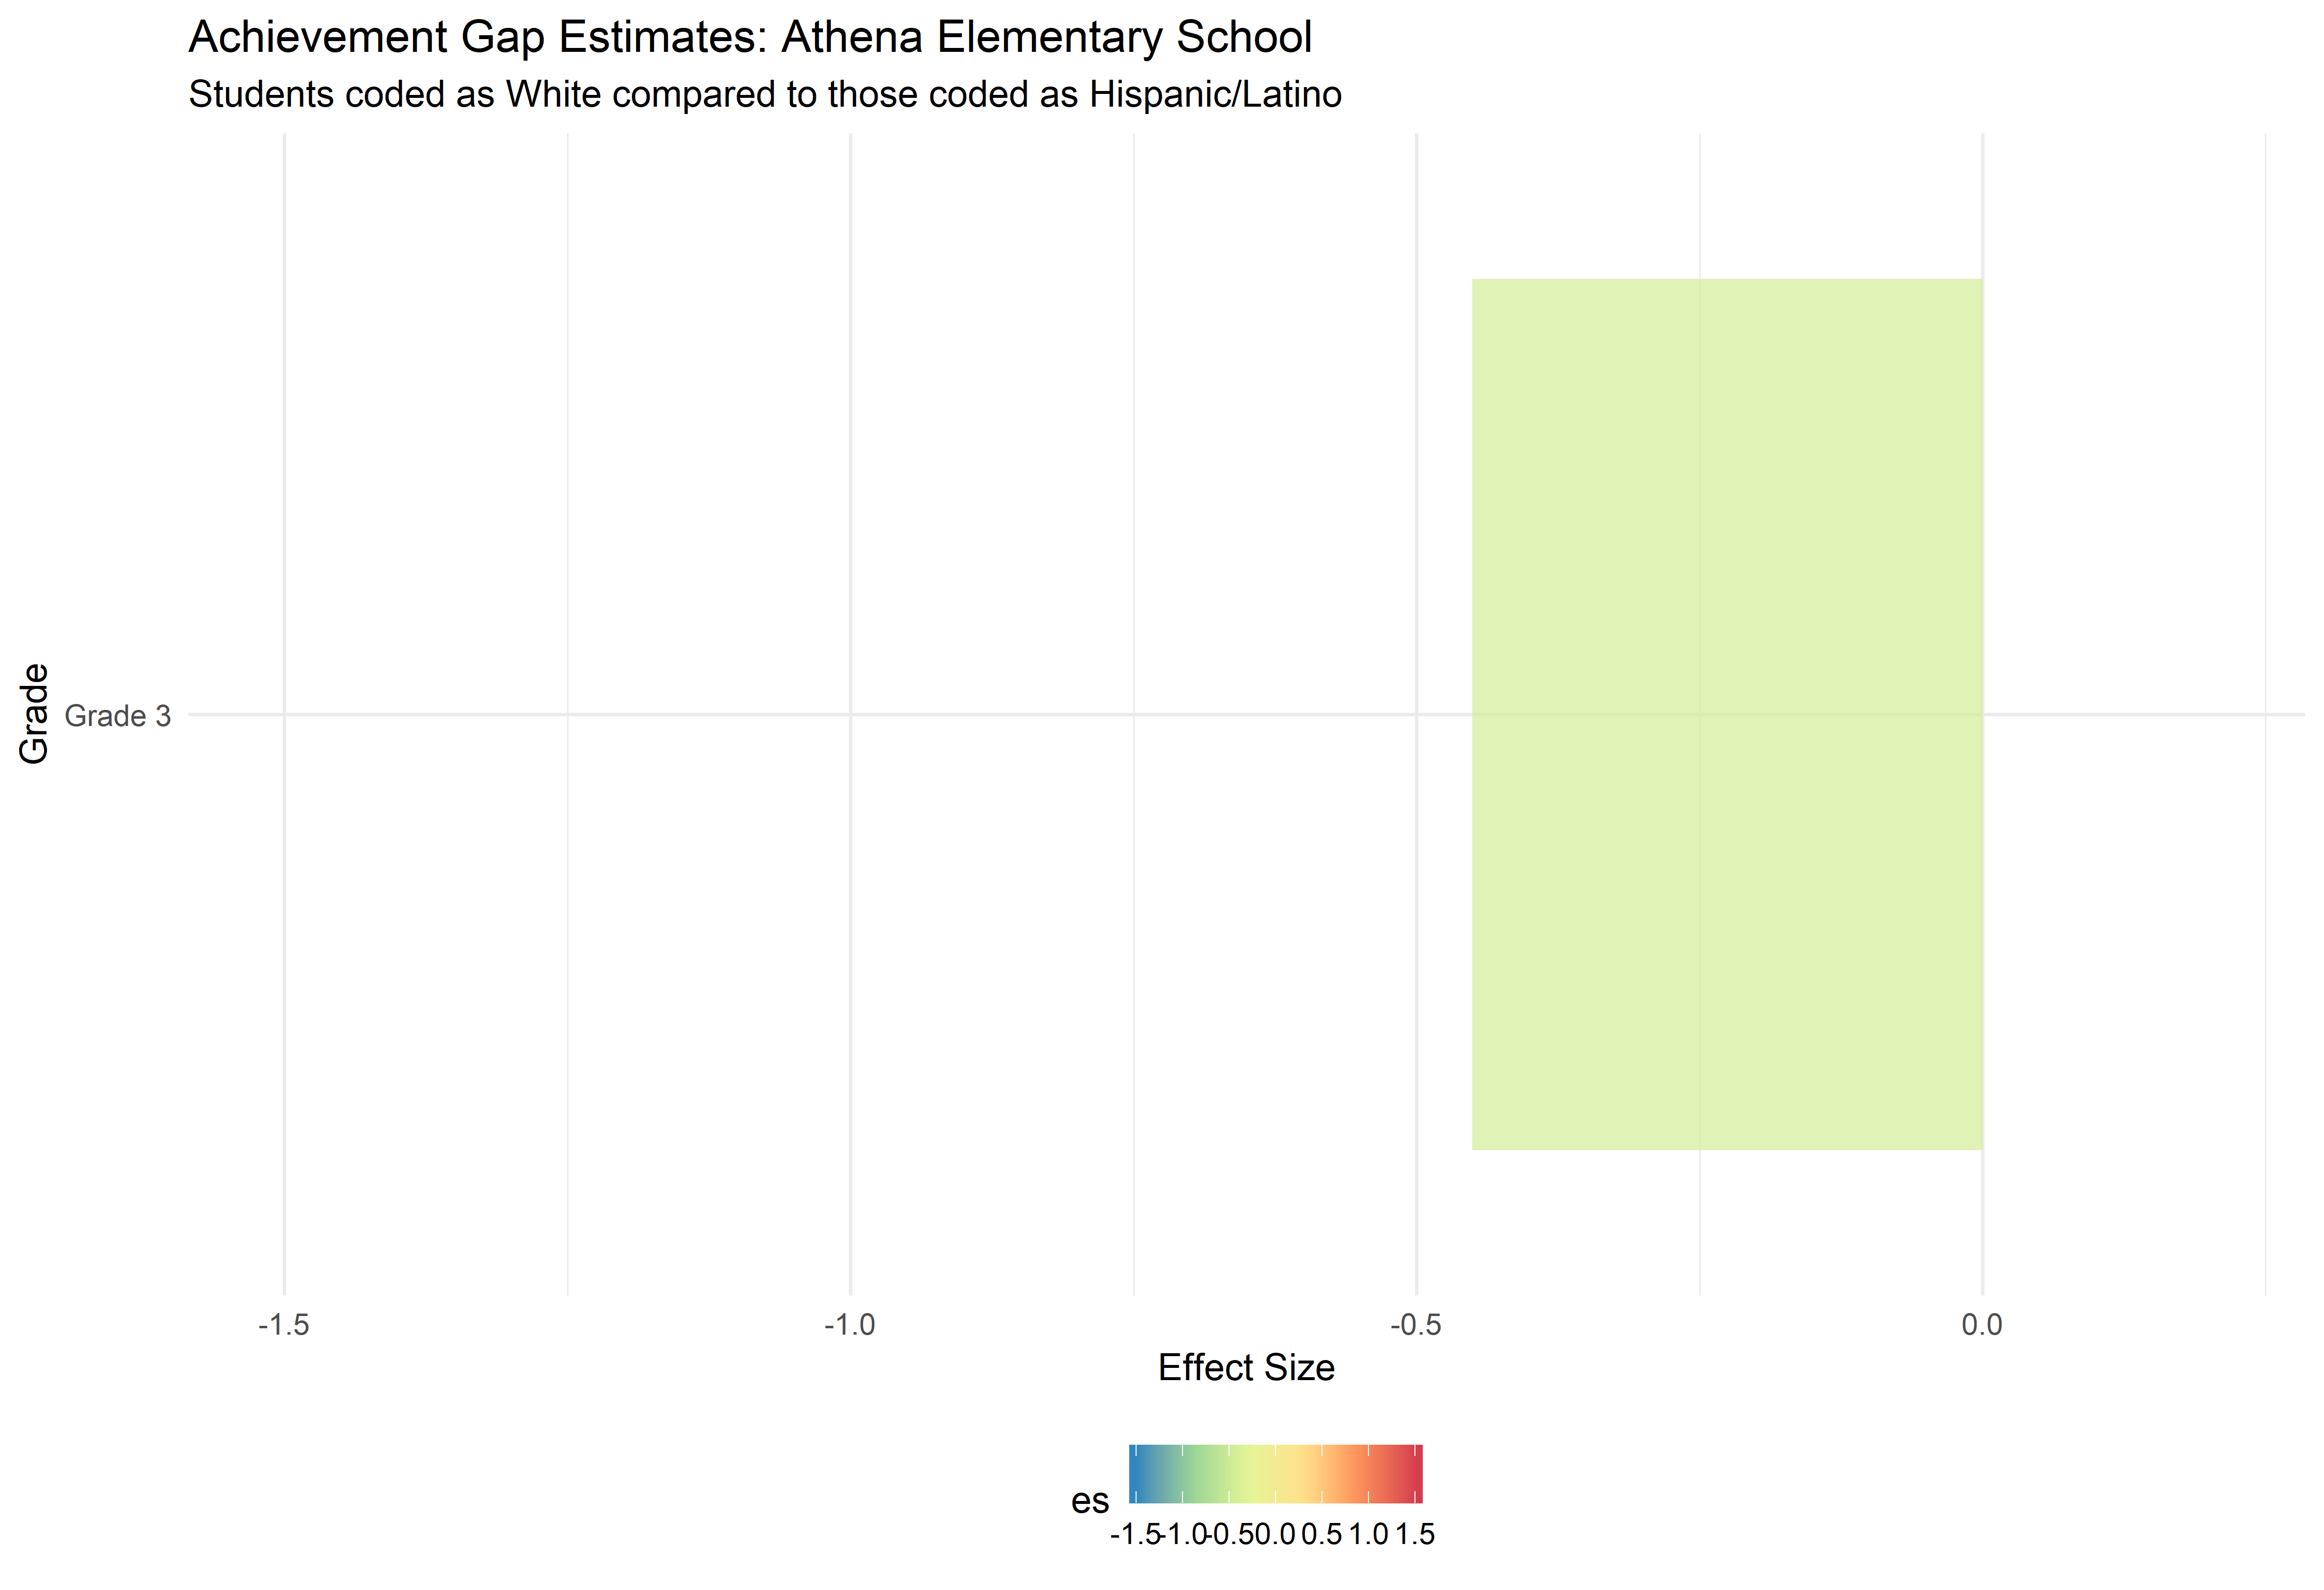 Achievement Gap Estimates: Athena Elementary School
Students coded as White compared to those coded as Hispanic/Latino
Grade
Grade 3
-1.5 -1.0 -0.5 0.0
Effect Size
es
-1.5 -1.0 -0.5 0.0 0.5 1.0 1.5